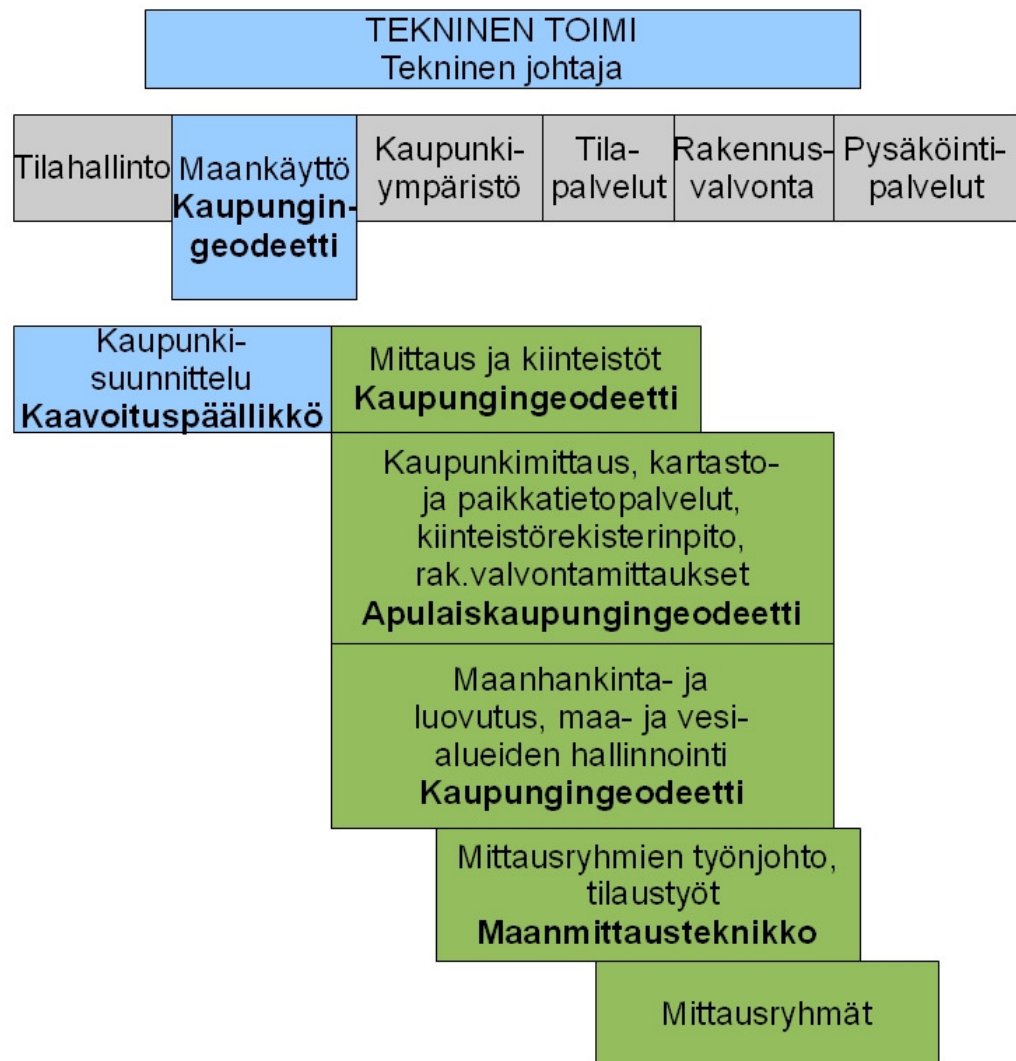 TEKNINEN TOIMI
Tekninen johtaja
Tilahallinto
Maankäyttö
Kaupungin-
geodeetti
Kaupunki-
ympäristö
Tila-
palvelut
Rakennus-
valvonta
Pysäköinti-
palvelut
Kaupunki-
suunnittelu
Kaavoituspäällikkö
Mittaus ja kiinteistöt
Kaupungingeodeetti
Kaupunkimittaus, kartasto-
ja paikkatietopalvelut,
kiinteistörekisterinpito,
rak.valvontamittaukset
Apulaiskaupungingeodeetti
Maanhankinta- ja
luovutus, maa- ja vesi-
alueiden hallinnointi
Kaupungingeodeetti
Mittausryhmien työnjohto,
tilaustyöt
Maanmittausteknikko
Mittausryhmät